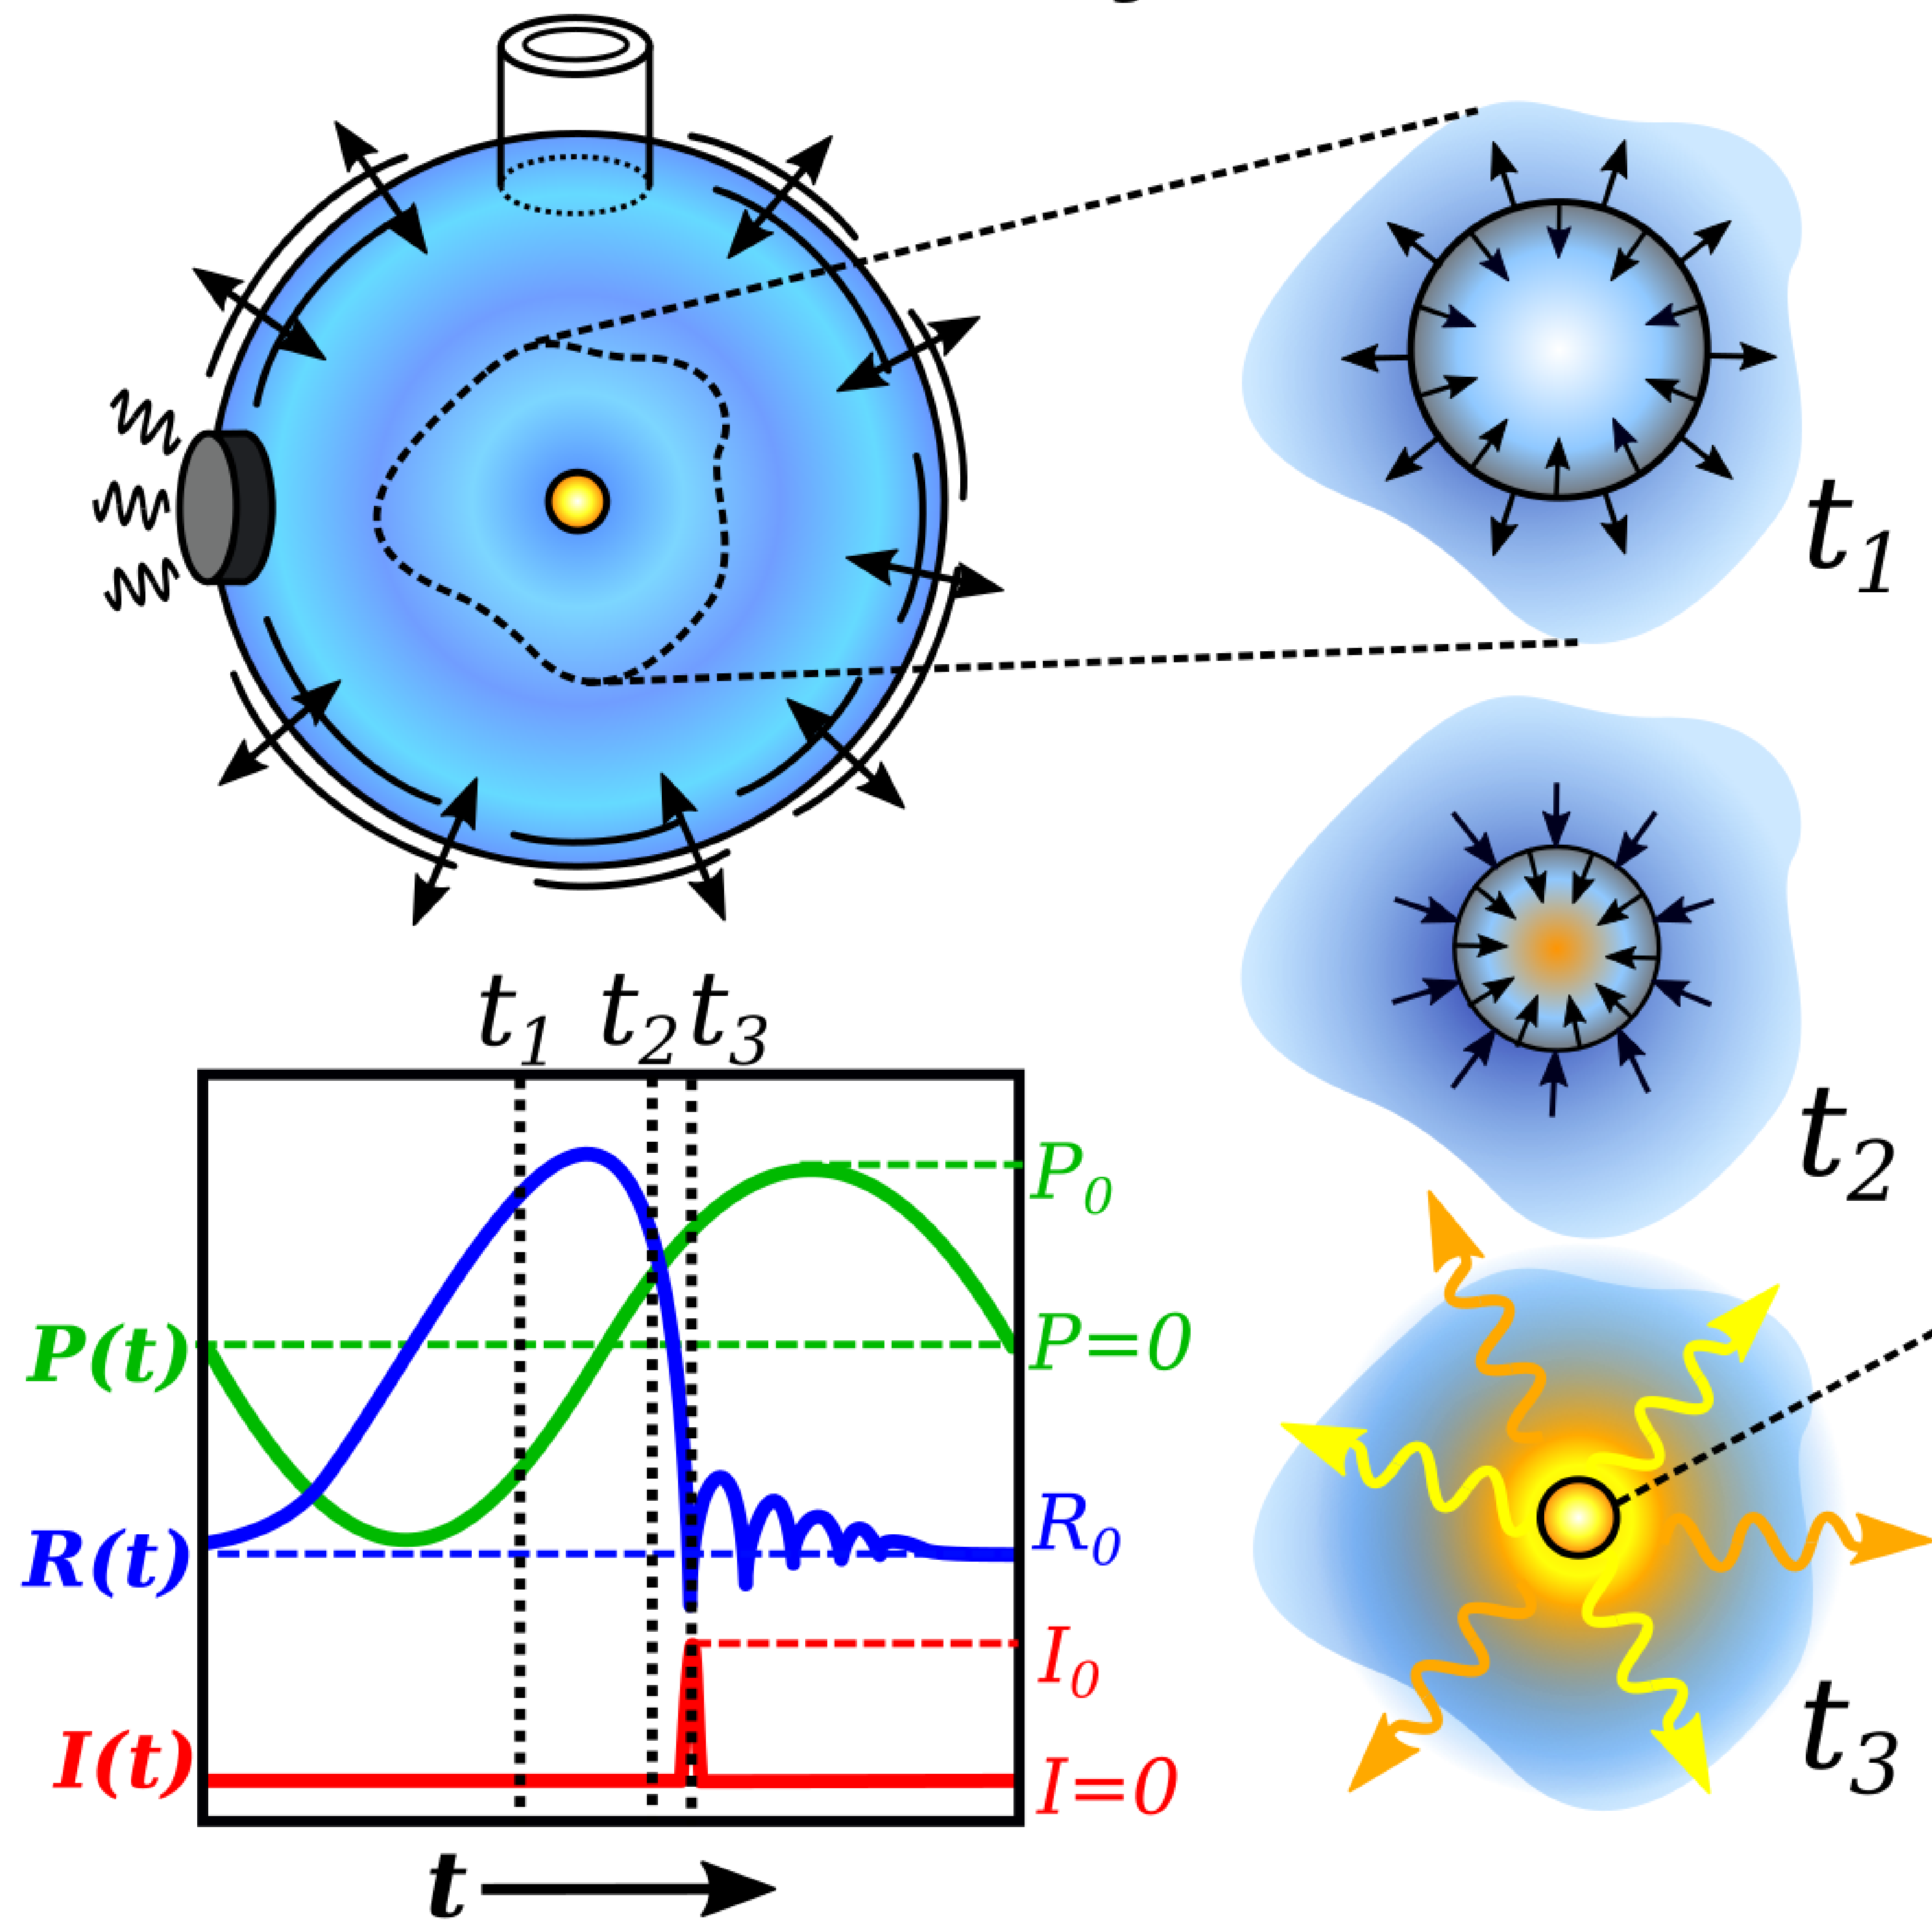 t₁
t₂
t₃
t₁ t₂ t₃
P₀
P(t)
P=0
R(t)
R₀
I₀
I(t)
I=0
t